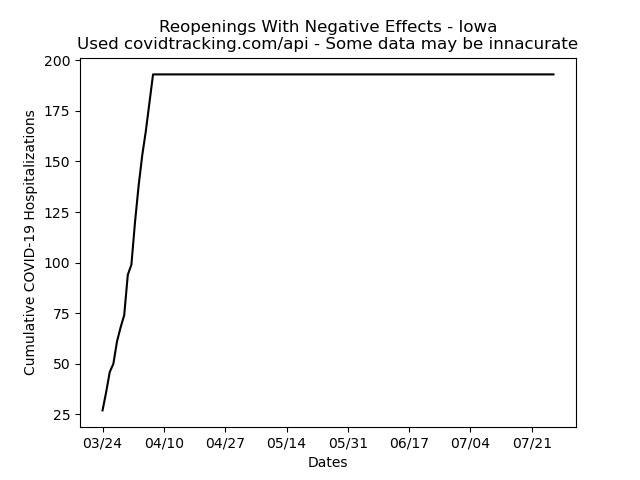 Reopenings With Negative Effects - Iowa
Used covidtracking.com/api - Some data may be innacurate
Cumulative COVID-19 Hospitalizations
200
175
150
125
100
75
50
25
03/24 04/10 04/27 05/14 05/31 06/17 07/04 07/21
Dates